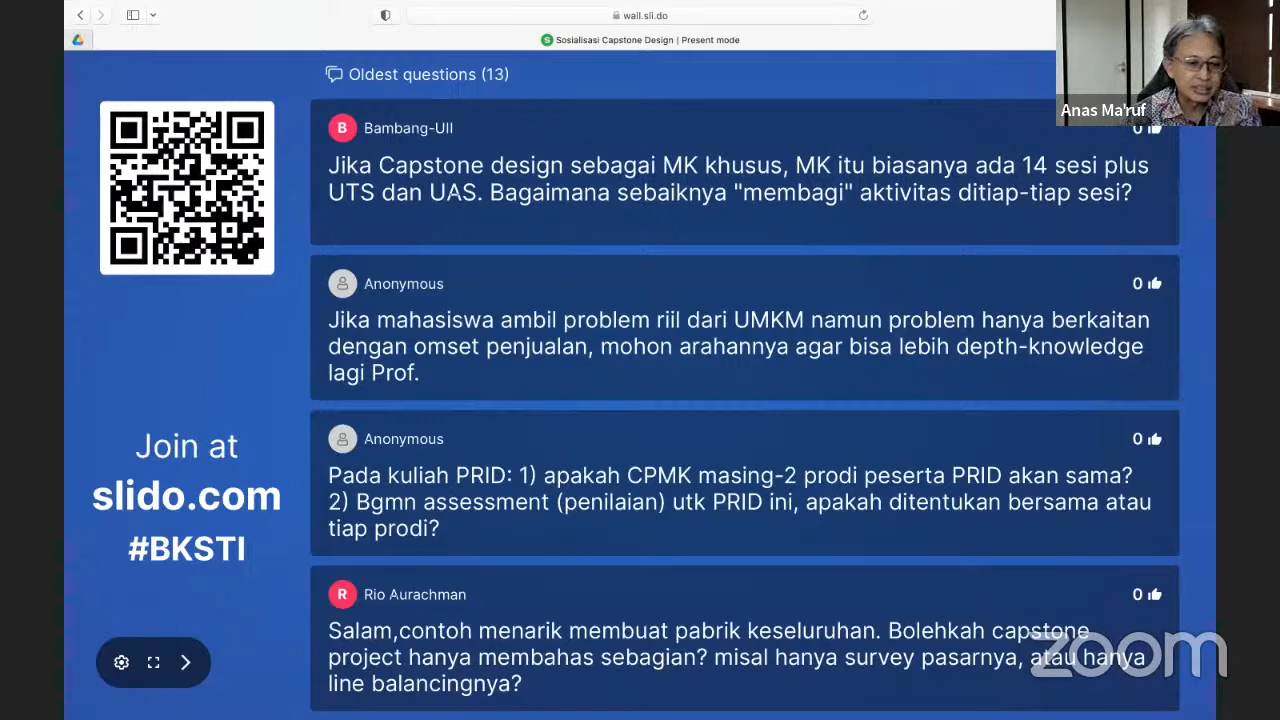 wall.sli.do
Sosialisasi Capstone Design | Present mode
Oldest questions (13)
Anas Ma'ruf
B Bambang-UII
0
Jika Capstone design sebagai MK khusus, MK itu biasanya ada 14 sesi plus
UTS dan UAS. Bagaimana sebaiknya "membagi" aktivitas ditiap-tiap sesi?
Anonymous
0
Jika mahasiswa ambil problem riil dari UMKM namun problem hanya berkaitan
dengan omset penjualan, mohon arahannya agar bisa lebih depth-knowledge
lagi Prof.
Join at
slido.com
#BKSTI
Anonymous
0
Pada kuliah PRID: 1) apakah CPMK masing-2 prodi peserta PRID akan sama?
2) Bgmn assessment (penilaian) utk PRID ini, apakah ditentukan bersama atau
tiap prodi?
R Rio Aurachman
0
Salam,contoh menarik membuat pabrik keseluruhan. Bolehkah capstone
project hanya membahas sebagian? misal hanya survey pasarnya, atau hanya
line balancingnya?
zoom